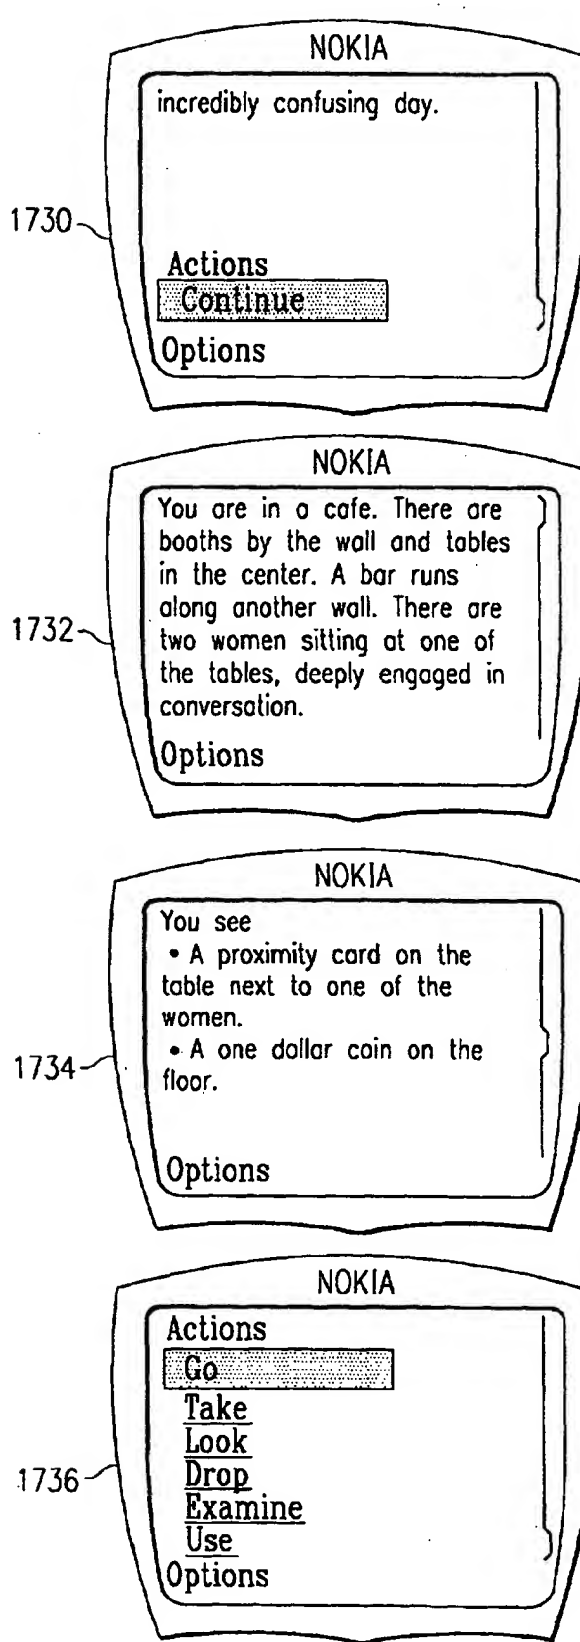 NOKIA
incredibly confusing day.
1730
Actions
Continue
Options
NOKIA
You are in a cafe. There are
booths by the wall and tables
in the center. A bar runs
along another wall. There are
two women sitting at one of
the tables, deeply engaged in
conversation.
1732
Options
NOKIA
You see
• A proximity card on the
table next to one of the
women.
• A one dollar coin on the
floor.
1734
Options
NOKIA
Actions
Go
Take
Look
Drop
Examine
Use
1736
Options